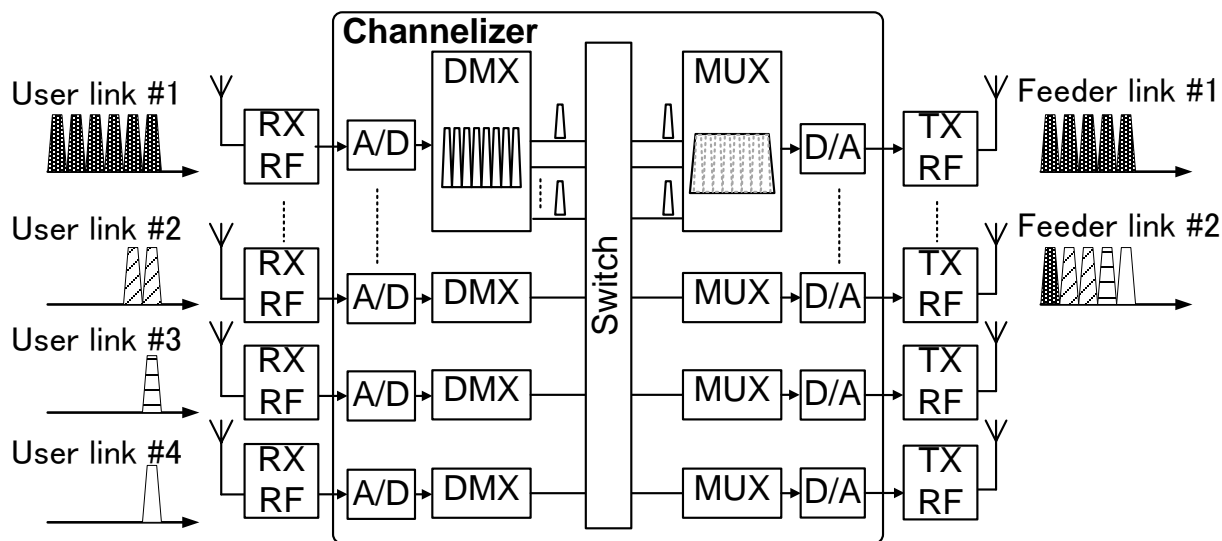 Channelizer
User link #1
RX
RF
A/D
DMX
MUX
D/A
TX
RF
Feeder link #1
User link #2
RX
RF
A/D
DMX
Switch
MUX
D/A
TX
RF
Feeder link #2
User link #3
RX
RF
A/D
DMX
MUX
D/A
TX
RF
User link #4
RX
RF
A/D
DMX
MUX
D/A
TX
RF